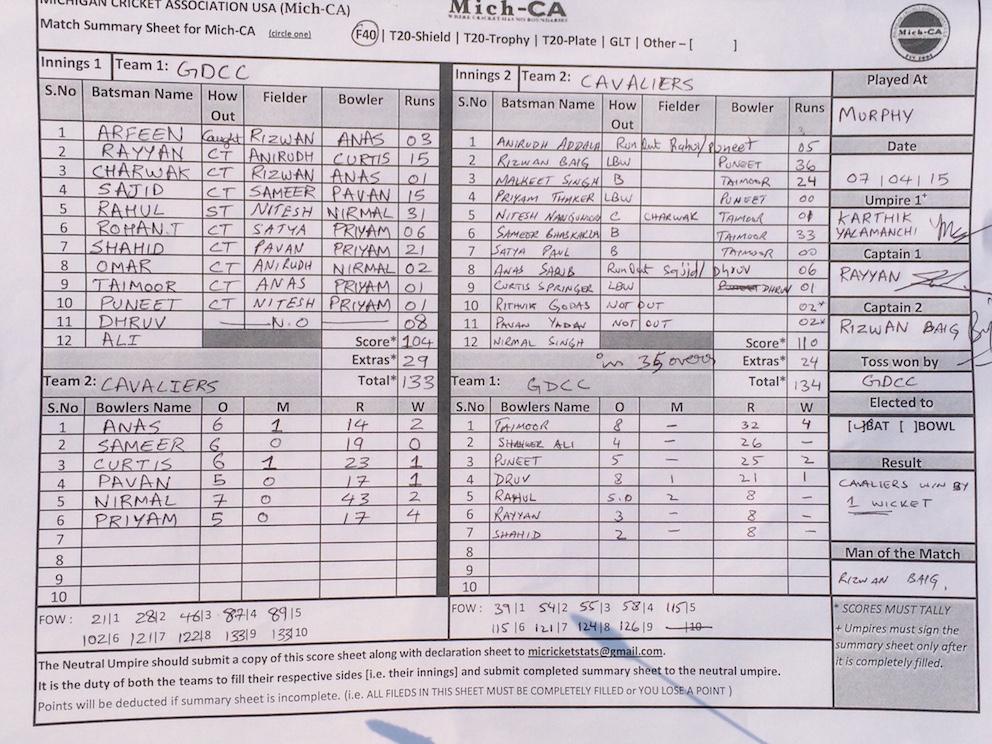 MICHIGAN CRICKET ASSOCIATION USA (Mich-CA)
Mich-CA
WHERE CRICKET HAS NO BOUNDARIES
Match Summary Sheet for Mich-CA (circle one) F40 | T20-Shield | T20-Trophy | T20-Plate | GLT | Other – [ ]
Mich-CA
Innings 1 Team 1: GDCC
S.No Batsman Name How Out Fielder Bowler Runs
1 ARFEEN Caught RIZWAN ANAS 03
2 RAYYAN CT ANIRUDH CURTIS 15
3 CHARWAK CT RIZWAN ANAS 01
4 SAJID CT SAMEER PAVAN 15
5 RAHUL ST NITESH NIRMAL 31
6 ROHAN.T CT SATYA PRIYAM 06
7 SHAHID CT PAVAN PRIYAM 21
8 OMAR CT ANIRUDH NIRMAL 02
9 TAIMOOR CT ANAS PRIYAM 01
10 PUNEET CT NITESH PRIYAM 01
11 DHRUV — N.O — 08
12 ALI Score* 104
Extras* 29
Total* 133
Team 2: CAVALIERS
S.No Bowlers Name O M R W
1 ANAS 6 1 14 2
2 SAMEER 6 0 19 0
3 CURTIS 6 1 23 1
4 PAVAN 5 0 17 1
5 NIRMAL 7 0 43 2
6 PRIYAM 5 0 17 4
7
8
9
10
FOW : 21|1 28|2 46|3 87|4 89|5
102|6 121|7 122|8 133|9 133|10
Innings 2 Team 2: CAVALIERS
S.No Batsman Name How Out Fielder Bowler Runs
1 ANIRUDH ADDALA Run Out Rahul/Puneet 05
2 RIZWAN BAIG LBW PUNEET 36
3 MALKEET SINGH B TAIMOOR 24
4 PRIYAM THAKER LBW PUNEET 00
5 NITESH C CHARWAK TAIMOUR 01
6 SAMEER BHASKARLA B TAIMOOR 33
7 SATYA PAUL B TAIMOOR 00
8 ANAS SAQIB Run Out Sajid/ Dhruv 06
9 CURTIS SPRINGER LBW DHRUV 01
10 RITHVIK GODAS NOT OUT 02*
11 PAVAN YADAV NOT OUT 02*
12 NIRMAL SINGH Score* 110
in 35 overs Extras* 24
Total* 134
Team 1: GDCC
S.No Bowlers Name O M R W
1 TAIMOOR 8 – 32 4
2 ALI 4 – 26 –
3 PUNEET 5 – 25 2
4 DRUV 8 1 21 1
5 RAHUL 5.0 2 8 –
6 RAYYAN 3 – 8 –
7 SHAHID 2 – 8 –
8
9
10
FOW : 39|1 54|2 55|3 58|4 115|5
115|6 121|7 124|8 126|9 —|10—
Played At
MURPHY
Date
07|04|15
Umpire 1+
KARTHIK
YALAMANCHI
Captain 1
RAYYAN
Captain 2
RIZWAN BAIG
Toss won by
GDCC
Elected to
[✓]BAT [ ]BOWL
Result
CAVALIERS WIN BY
1 WICKET
Man of the Match
RIZWAN BAIG,
* SCORES MUST TALLY
+ Umpires must sign the
summary sheet only after
it is completely filled.
The Neutral Umpire should submit a copy of this score sheet along with declaration sheet to micricketstats@gmail.com.
It is the duty of both the teams to fill their respective sides [i.e. their innings] and submit completed summary sheet to the neutral umpire.
Points will be deducted if summary sheet is incomplete. (i.e. ALL FILEDS IN THIS SHEET MUST BE COMPLETELY FILLED or YOU LOSE A POINT )